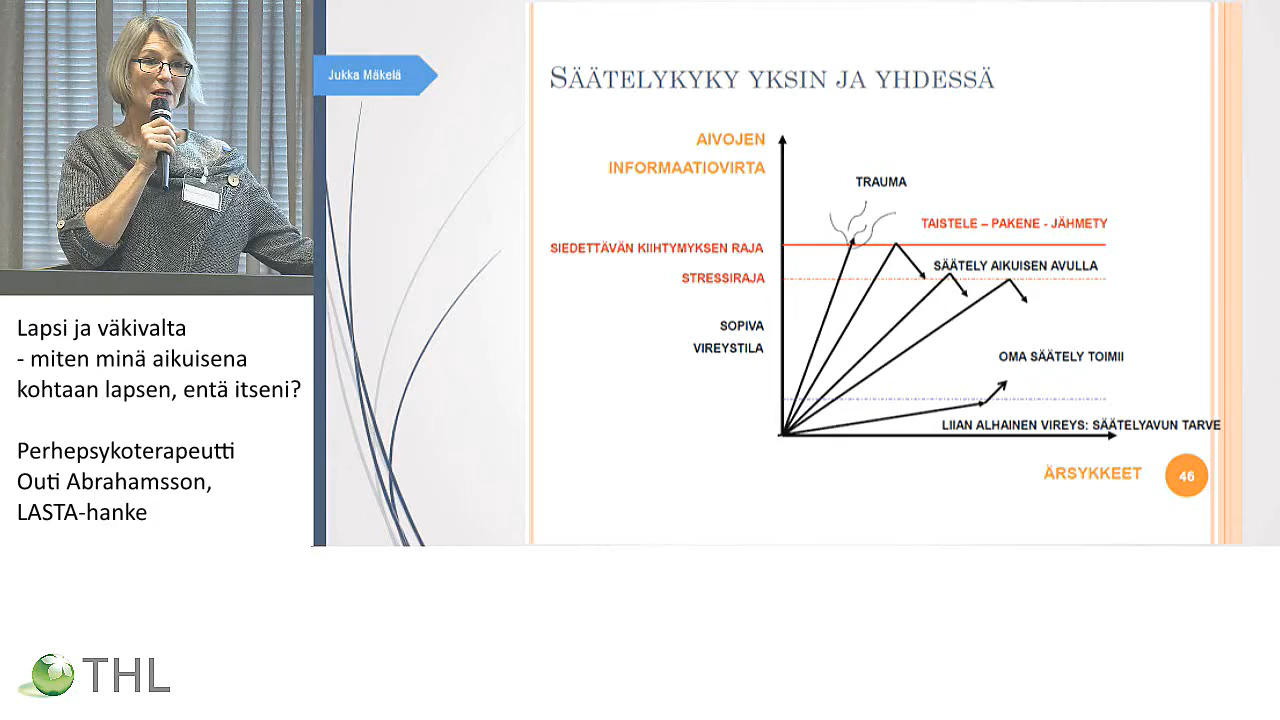 Jukka Mäkelä
SÄÄTELYKYKY YKSIN JA YHDESSÄ
AIVOJEN
INFORMAATIOVIRTA
TRAUMA
TAISTELE – PAKENE - JÄHMETY
SIEDETTÄVÄN KIIHTYMYKSEN RAJA
SÄÄTELY AIKUISEN AVULLA
STRESSIRAJA
SOPIVA
VIREYSTILA
OMA SÄÄTELY TOIMII
LIIAN ALHAINEN VIREYS: SÄÄTELYAVUN TARVE
ÄRSYKKEET
46
Lapsi ja väkivalta
- miten minä aikuisena
kohtaan lapsen, entä itseni?
Perhepsykoterapeutti
Outi Abrahamsson,
LASTA-hanke
THL